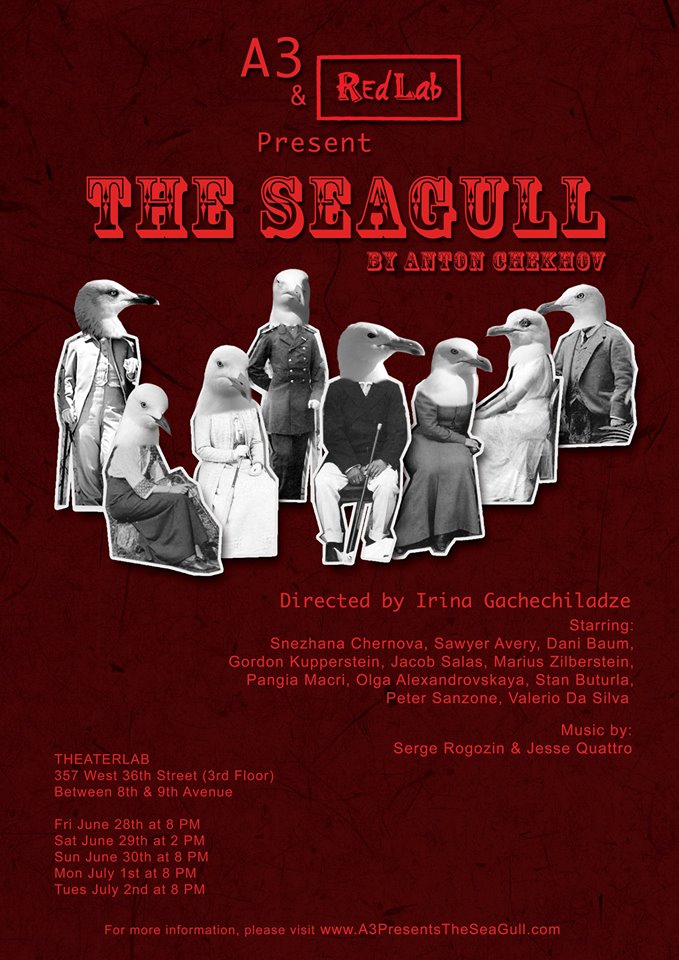 A3
&
REd Lab
Present
THE SEAGULL
BY ANTON CHEKHOV
Directed by Irina Gachechiladze
Starring:
Snezhana Chernova, Sawyer Avery, Dani Baum,
Gordon Kupperstein, Jacob Salas, Marius Zilberstein,
Pangia Macri, Olga Alexandrovskaya, Stan Buturla,
Peter Sanzone, Valerio Da Silva
Music by:
Serge Rogozin & Jesse Quattro
THEATERLAB
357 West 36th Street (3rd Floor)
Between 8th & 9th Avenue
Fri June 28th at 8 PM
Sat June 29th at 2 PM
Sun June 30th at 8 PM
Mon July 1st at 8 PM
Tues July 2nd at 8 PM
For more information, please visit www.A3PresentsTheSeaGull.com